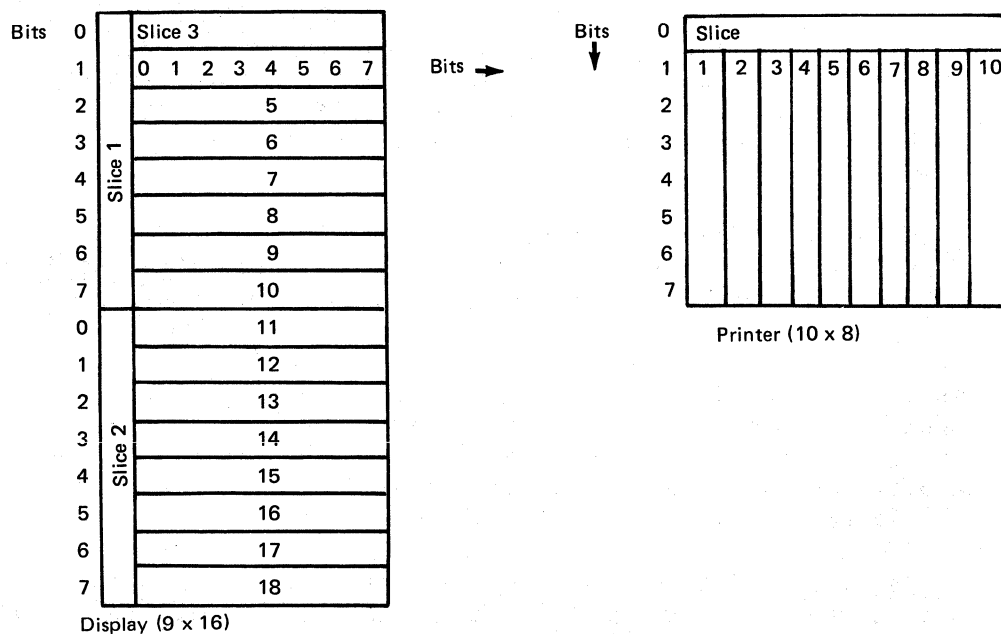 Bits 0 Slice 3
1 0 1 2 3 4 5 6 7 Bits
2 5
3 6
4 7
5 8
6 9
7 10
Slice 1
0 11
1 12
2 13
3 14
4 15
5 16
6 17
7 18
Slice 2
Display (9 x 16)
Bits 0 Slice
1 1 2 3 4 5 6 7 8 9 10
2
3
4
5
6
7
Printer (10 x 8)